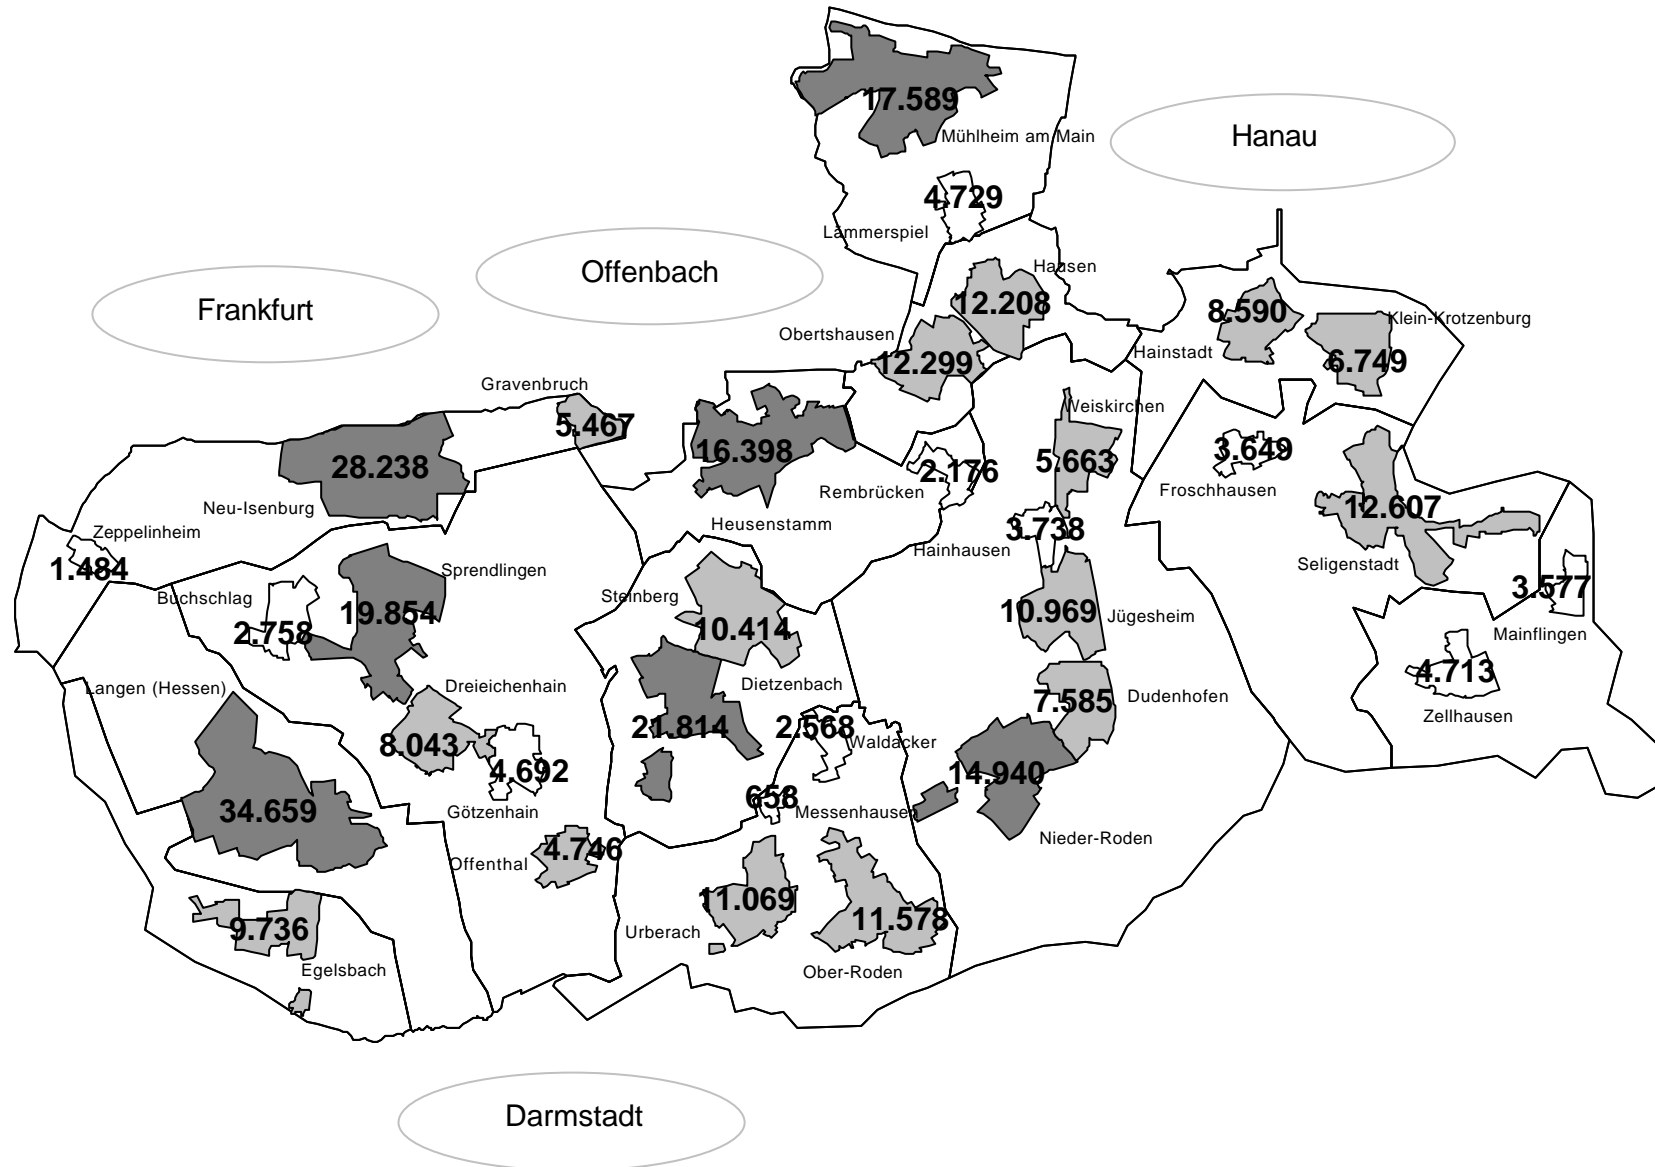 17.589
Mühlheim am Main
Hanau
4.729
Lämmerspiel
Offenbach
Hausen
Frankfurt
12.208
8.590
Klein-Krotzenburg
Obertshausen
Hainstadt
12.299
6.749
Gravenbruch
Weiskirchen
5.467
16.398
3.649
28.238
2.176
5.663
Rembrücken
Froschhausen
Neu-Isenburg
12.607
Heusenstamm
Zeppelinheim
3.738
Hainhausen
Seligenstadt
1.484
Sprendlingen
3.577
Buchschlag
Steinberg
19.854
10.969
Jügesheim
2.758
10.414
Mainflingen
Langen (Hessen)
Dreieichenhain
Dietzenbach
4.713
Dudenhofen
7.585
Zellhausen
21.814
2.568
8.043
Waldacker
4.692
14.940
658
34.659
Götzenhain
Messenhausen
Nieder-Roden
4.746
Offenthal
11.069
11.578
9.736
Urberach
Egelsbach
Ober-Roden
Darmstadt